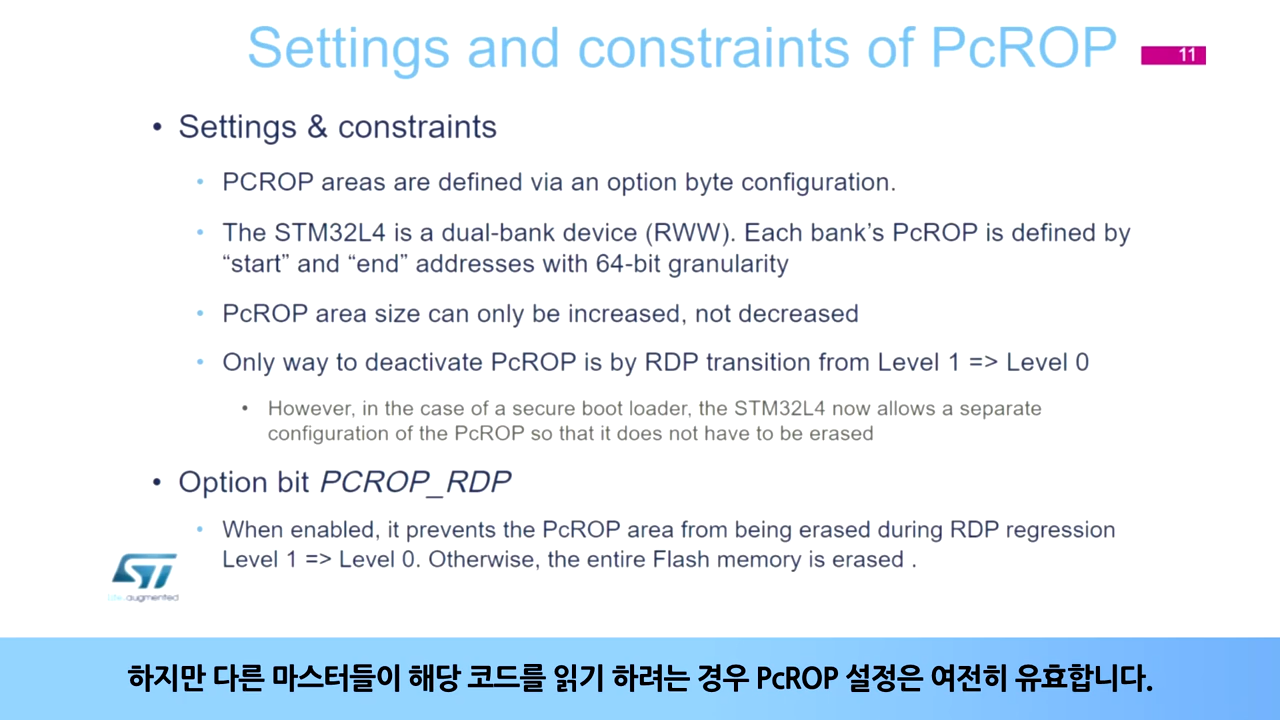 Settings and constraints of PcROP
11
• Settings & constraints
• PCROP areas are defined via an option byte configuration.
• The STM32L4 is a dual-bank device (RWW). Each bank's PcROP is defined by
“start” and “end” addresses with 64-bit granularity
• PcROP area size can only be increased, not decreased
• Only way to deactivate PcROP is by RDP transition from Level 1 => Level 0
• However, in the case of a secure boot loader, the STM32L4 now allows a separate
configuration of the PcROP so that it does not have to be erased
• Option bit PCROP_RDP
• When enabled, it prevents the PcROP area from being erased during RDP regression
Level 1 => Level 0. Otherwise, the entire Flash memory is erased .
ST
life.augmented
하지만 다른 마스터들이 해당 코드를 읽기 하려는 경우 PcROP 설정은 여전히 유효합니다.